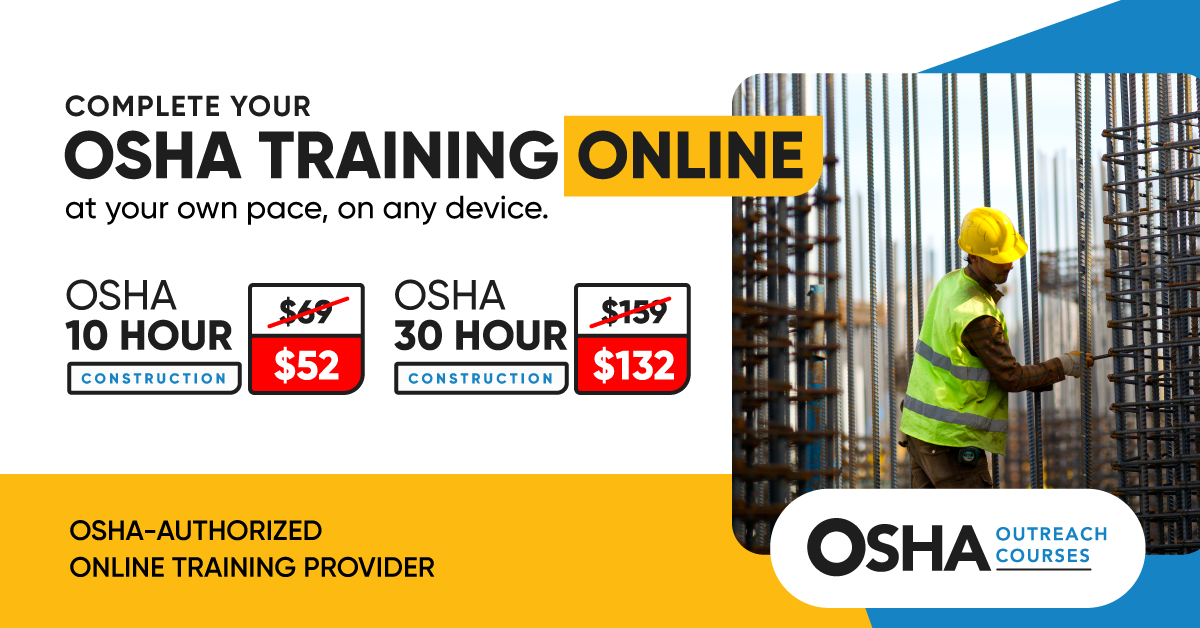 COMPLETE YOUR
OSHA TRAINING ONLINE
at your own pace, on any device.
OSHA
10 HOUR
CONSTRUCTION
$69
$52
OSHA
30 HOUR
CONSTRUCTION
$159
$132
OSHA-AUTHORIZED
ONLINE TRAINING PROVIDER
OSHA OUTREACH
COURSES